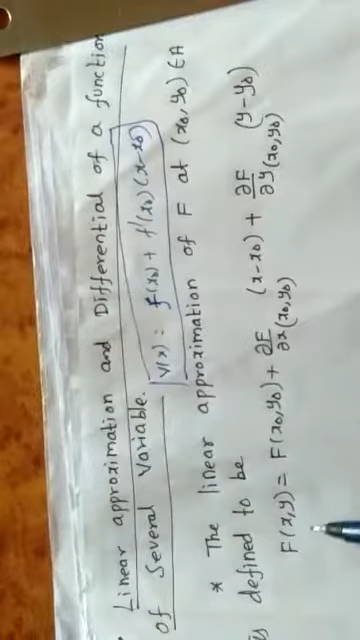 Linear approximation and Differential of a function
of Several Variable. V(x) : f(x₀) + f'(x₀)(x-x₀)
* The linear approximation of F at (x₀, y₀) ∈ A
defined to be
F(x,y) = F(x₀,y₀) + ∂F/∂x (x₀,y₀) (x-x₀) + ∂F/∂y (x₀,y₀) (y-y₀)